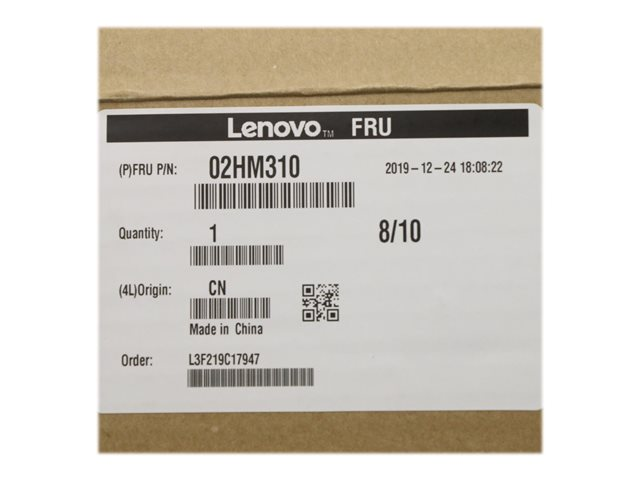 Lenovo™ FRU
(P)FRU P/N: 02HM310 2019-12-24 18:08:22
Quantity: 1 8/10
(4L)Origin: CN
Made in China
Order: L3F219C17947